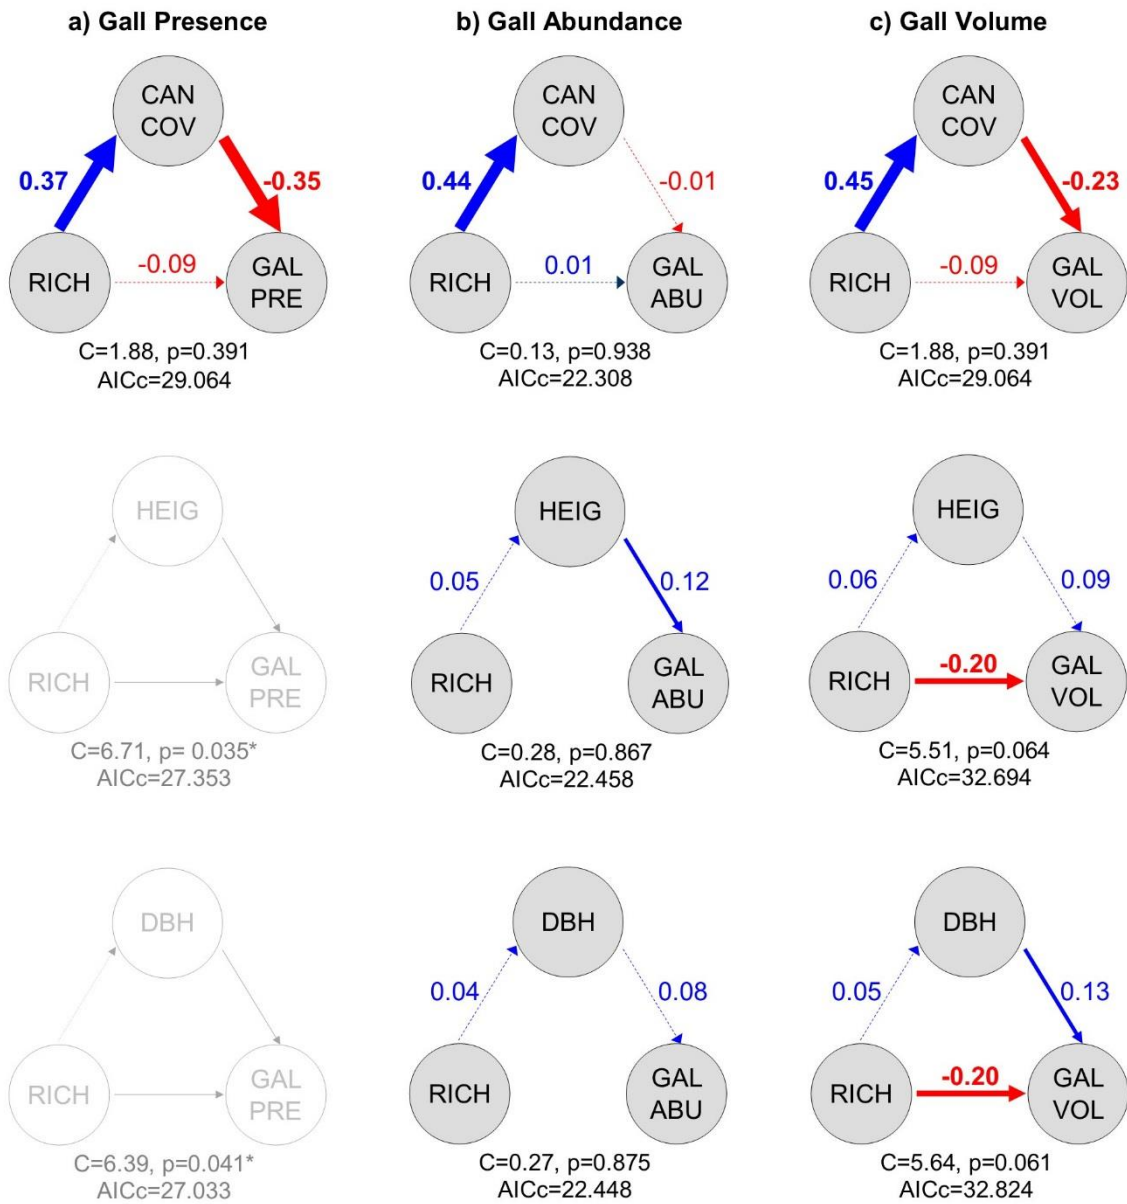 a) Gall Presence
CAN
COV
0.37
-0.35
RICH
-0.09
GAL
PRE
C=1.88, p=0.391
AICc=29.064
HEIG
RICH
GAL
PRE
C=6.71, p= 0.035*
AICc=27.353
DBH
RICH
GAL
PRE
C=6.39, p=0.041*
AICc=27.033
b) Gall Abundance
CAN
COV
0.44
-0.01
RICH
0.01
GAL
ABU
C=0.13, p=0.938
AICc=22.308
HEIG
0.05
0.12
RICH
GAL
ABU
C=0.28, p=0.867
AICc=22.458
DBH
0.04
0.08
RICH
GAL
ABU
C=0.27, p=0.875
AICc=22.448
c) Gall Volume
CAN
COV
0.45
-0.23
RICH
-0.09
GAL
VOL
C=1.88, p=0.391
AICc=29.064
HEIG
0.06
0.09
RICH
-0.20
GAL
VOL
C=5.51, p=0.064
AICc=32.694
DBH
0.05
0.13
RICH
-0.20
GAL
VOL
C=5.64, p=0.061
AICc=32.824